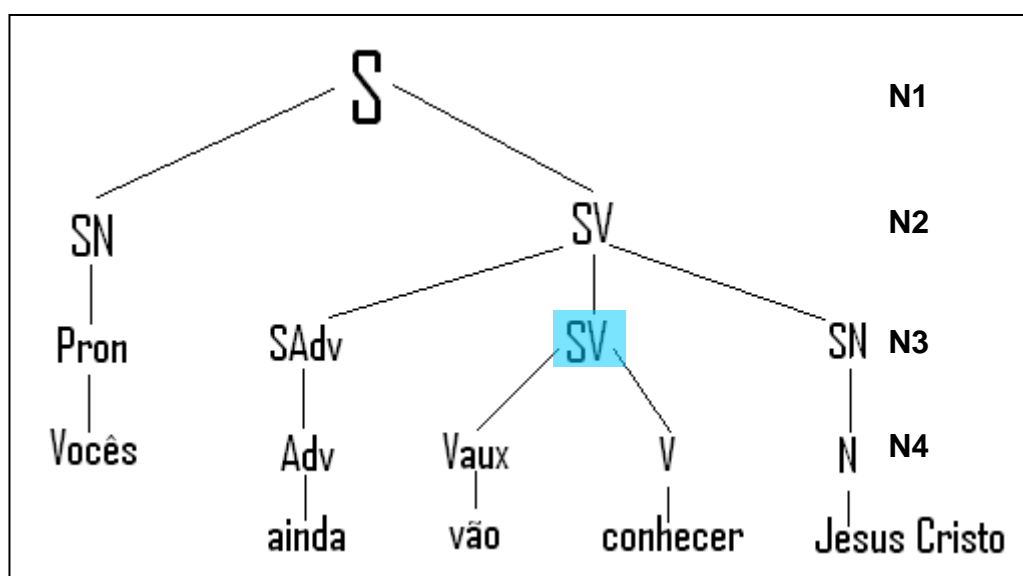 S N1
SN SV N2
Pron SAdv SV SN N3
Vocês Adv Vaux V N N4
ainda vão conhecer Jesus Cristo